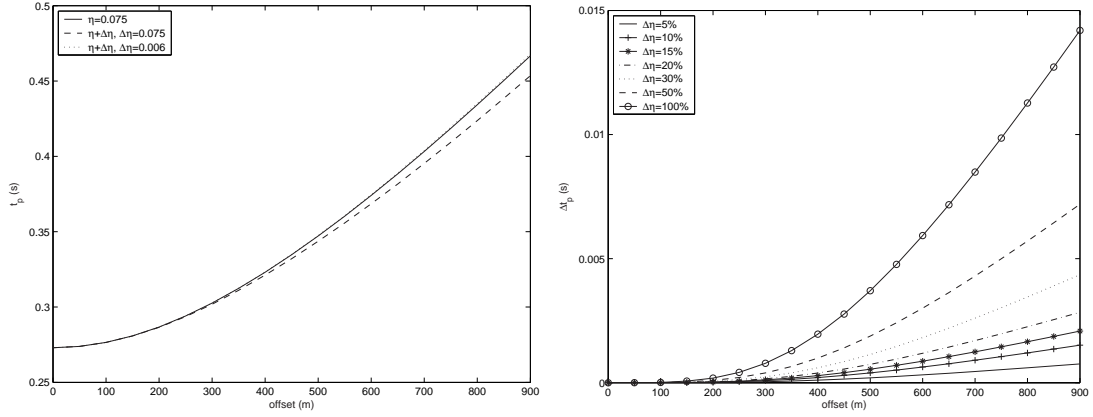 0.5
0.45
0.4
0.35
0.3
0.25
t_p (s)
η=0.075
η+Δη, Δη=0.075
η+Δη, Δη=0.006
0 100 200 300 400 500 600 700 800 900
offset (m)
0.015
0.01
0.005
0
Δt_p (s)
Δη=5%
Δη=10%
Δη=15%
Δη=20%
Δη=30%
Δη=50%
Δη=100%
0 100 200 300 400 500 600 700 800 900
offset (m)